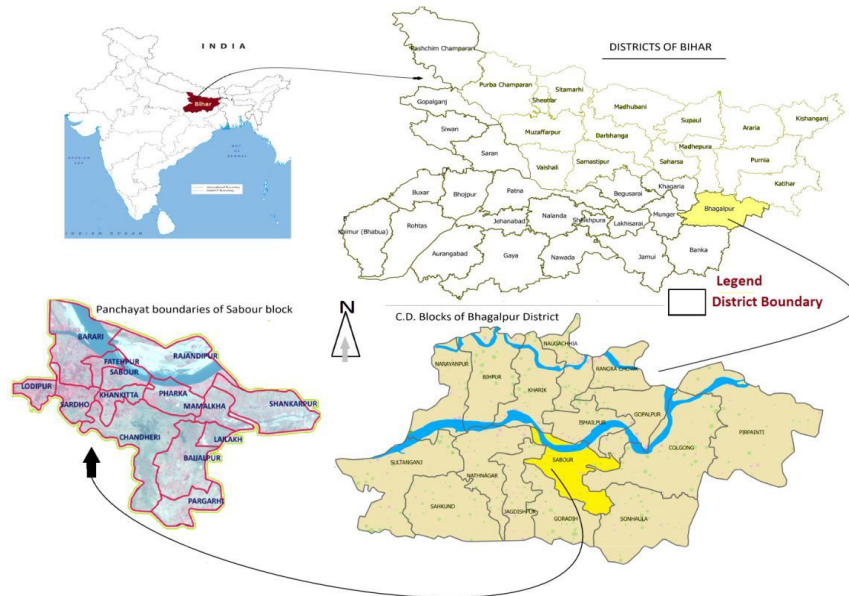 INDIA
Bihar
BAY
OF
BENGAL
INDIAN OCEAN
DISTRICTS OF BIHAR
Pashchim Champaran
Purba Champaran
Sitamarhi
Sheohar
Gopalganj
Madhubani
Kishanganj
Siwan
Supaul
Araria
Muzaffarpur
Darbhanga
Madhepura
Saran
Vaishali
Samastipur
Saharsa
Purnia
Katihar
Buxar
Bhojpur
Patna
Begusarai
Khagaria
Bhagalpur
Kaimur (Bhabua)
Rohtas
Jehanabad
Nalanda
Sheikhpura
Lakhisarai
Munger
Aurangabad
Gaya
Nawada
Jamui
Banka
Legend
District Boundary
N
Panchayat boundaries of Sabour block
BARARI
RAJANDIPUR
FATEHPUR
SABOUR
LODIPUR
KHANKITTA
PHARKA
SARDHO
MAMALKHA
SHANKARPUR
CHANDHERI
LAILAKH
BAIJALPUR
PARGARHI
C.D. Blocks of Bhagalpur District
NAUGACHHIA
NARAYANPUR
BIHPUR
KHARIK
RANGRA CHOWK
ISMAILPUR
GOPALPUR
PIRPAINTI
COLGONG
SULTANGANJ
NATHNAGAR
SABOUR
SAHKUND
JAGDISHPUR
GORADIH
SONHAULA